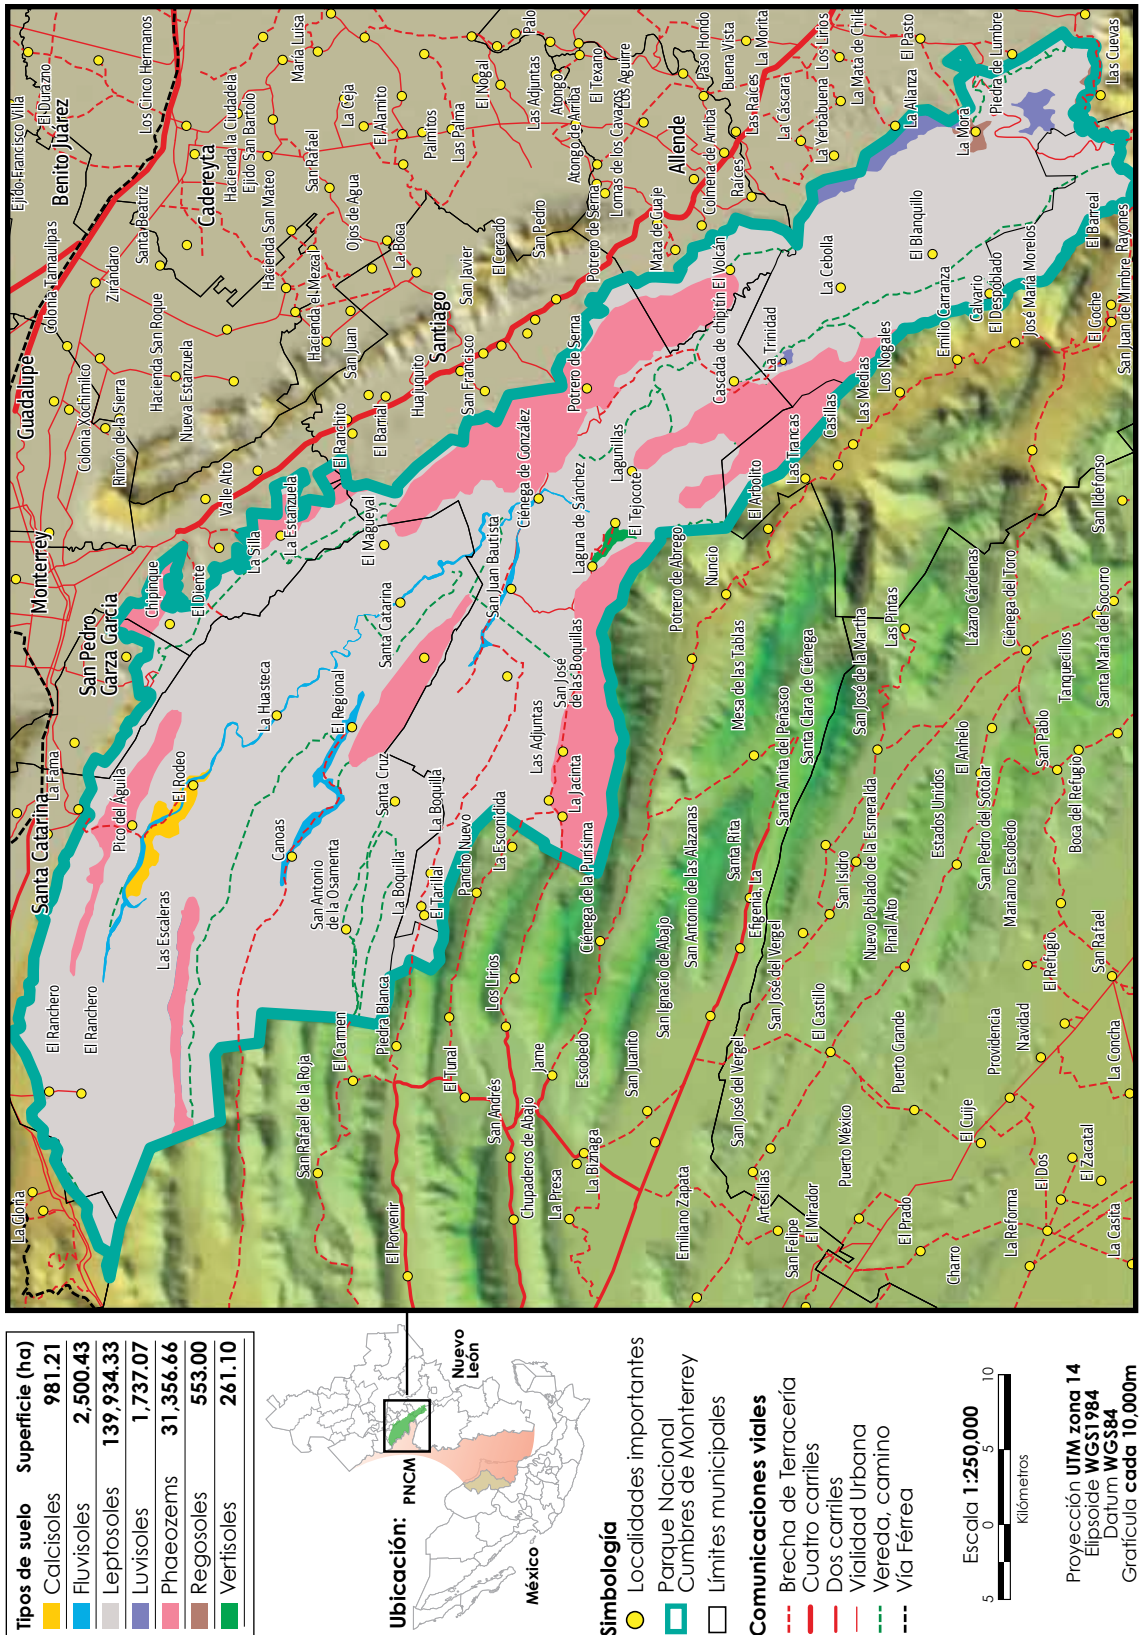 Tipos de suelo Superficie (ha)
Calcisoles 981.21
Fluvisoles 2,500.43
Leptosoles 139,934.33
Luvisoles 1,737.07
Phaeozems 31,356.66
Regosoles 553.00
Vertisoles 261.10
Ubicación:
PNCM
Nuevo
León
México
Simbología
Localidades importantes
Parque Nacional
Cumbres de Monterrey
Límites municipales
Comunicaciones viales
Brecha de Terracería
Cuatro carriles
Dos carriles
Vialidad Urbana
Vereda, camino
Vía Férrea
Escala 1:250,000
5 0 5 10
Kilómetros
Proyección UTM zona 14
Elipsoide WGS1984
Datum WGS84
Gratícula cada 10,000m
La Gloria
El Ranchero
El Ranchero
Santa Catarina
La Fama
Pico del Águila
El Rodeo
Las Escaleras
San Pedro
Garza García
Monterrey
Chipinque
El Diente
La Huasteca
Guadalupe
Colonia Tamaulipas
Colonia Xochimilco
Rincón de la Sierra
Zirándaro
Hacienda San Roque
Nueva Estanzuela
Valle Alto
La Silla
La Estanzuela
Ejido Francisco Villa
El Durazno
Benito Juárez
Los Cinco Hermanos
Santa Beatriz
Cadereyta
Hacienda la Ciudadela
Ejido San Bartolo
Hacienda San Mateo
Hacienda del Mezcal
María Luisa
San Rafael
La Ceja
El Alamito
Ojos de Agua
San Juan
La Boca
El Ranchito
El Barrial
Huajuquito
Santiago
San Francisco
San Javier
El Cercado
San Pedro
Palmitos
Las Palma
El Nogal
Palo
Las Adjuntas
Atongo
Atongo de Arriba
El Texano
Los Aguirre
Lomas de los Cavazos
Potrero de Serna
Potrero de Serna
Allende
Mata de Guaje
Colmena de Arriba
Raíces
Las Raíces
Paso Hondo
Buena Vista
La Morita
La Cáscara
La Yerbabuena
Los Lirios
La Mata de Chile
El Pasto
La Alianza
La Mora
Piedra de Lumbre
Las Cuevas
El Magueyal
Santa Catarina
El Regional
Canoas
San Antonio
de la Osamenta
Santa Cruz
La Boquilla
La Boquilla
El Tarillal
Pancho Nuevo
La Escondida
San Juan Bautista
Ciénega de González
Laguna de Sánchez
El Tejocote
Lagunillas
San José
de las Boquillas
Las Adjuntas
La Jacinta
Ciénega de la Purísima
Cascada de chipitín
El Volcán
La Trinidad
La Cebolla
El Blanquillo
Emilio Carranza
Calvario
El Despoblado
José María Morelos
El Barreal
El Goche
San Juan de Mimbre
Rayones
El Arbolito
Las Trancas
Casillas
Las Medias
Los Nogales
San Ildefonso
Potrero de Abrego
Nuncio
Mesa de las Tablas
Santa Anita del Peñasco
Santa Clara de Ciénega
San José de la Martha
Las Pintas
Lázaro Cárdenas
Ciénega del Toro
Tanquecillos
Santa María del Socorro
San Pablo
Boca del Refugio
El Anhelo
San Pedro del Sotolar
Mariano Escobedo
Estados Unidos
Nuevo Poblado de la Esmeralda
Pinal Alto
San Isidro
Santa Rita
Efigenia, La
San Antonio de las Alazanas
San Ignacio de Abajo
San José del Vergel
San José del Vergel
El Castillo
Puerto Grande
Puerto México
El Refugio
San Rafael
Navidad
Providencia
La Concha
El Cuije
El Zacatal
El Dos
La Reforma
La Casita
El Prado
Charro
El Mirador
San Felipe
Artesillas
Emiliano Zapata
San Juanito
Escobedo
Jame
Los Lirios
El Tunal
San Andrés
Chupaderos de Abajo
La Presa
La Biznaga
Piedra Blanca
El Carmen
San Rafael de la Roja
El Porvenir